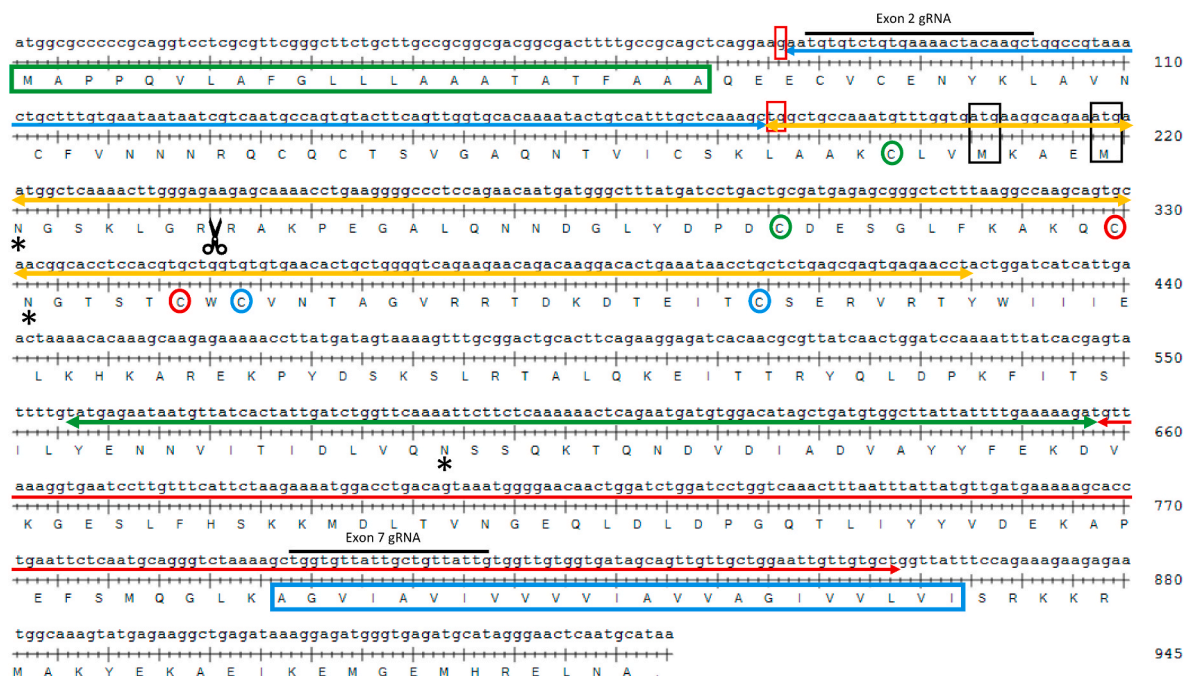 Exon 2 gRNA
atggcgcccccgcaggtcctcgcgttcgggcttctgcttgccgcggcgacggcgacttttgccgcagctcaggaagaatgtgtctgtgaaaactacaagctggccgtaaa
110
M A P P Q V L A F G L L L A A A T A T F A A A Q E E C V C E N Y K L A V N
ctgctttgtgaataataatcgtcaatgccagtgtacttcagttggtgcacaaaatactgtcatttgctcaaagctggctgccaaatgtttggtgatgaaggcagaaatga
220
C F V N N N R Q C Q C T S V G A Q N T V I C S K L A A K C L V M K A E M
atggctcaaaacttgggagaagagcaaaacctgaaggggccctccagaacaatgatgggctttatgatcctgactgcgatgagagcgggctctttaaggccaagcagtgc
330
N G S K L G R R A K P E G A L Q N N D G L Y D P D C D E S G L F K A K Q C
*
aacggcacctccacgtgctggtgtgtgaacactgctggggtcagaagaacagacaaggacactgaaataacctgctctgagcgagtgagaacctactggatcatcattga
440
N G T S T C W C V N T A G V R R T D K D T E I T C S E R V R T Y W I I I E
*
actaaaacacaaagcaagagaaaaaccttatgatagtaaaagtttgcggactgcacttcagaaggagatcacaacgcgttatcaactggatccaaaatttatcacgagta
550
L K H K A R E K P Y D S K S L R T A L Q K E I T T R Y Q L D P K F I T S
ttttgtatgagaataatgttatcactattgatctggttcaaaattcttctcaaaaaactcagaatgatgtggacatagctgatgtggcttattattttgaaaaagatgtt
660
I L Y E N N V I T I D L V Q N S S Q K T Q N D V D I A D V A Y Y F E K D V
*
aaaggtgaatccttgtttcattctaagaaaatggacctgacagtaaatggggaacaactggatctggatcctggtcaaactttaatttattatgttgatgaaaaagcacc
770
K G E S L F H S K K M D L T V N G E Q L D L D P G Q T L I Y Y V D E K A P
Exon 7 gRNA
tgaattctcaatgcagggtctaaaagctggtgttattgctgttattgtggttgtggtgatagcagttgttgctggaattgttgtgctggttatttccagaaagaagagaa
880
E F S M Q G L K A G V I A V I V V V V I A V V A G I V V L V I S R K K R
tggcaaagtatgagaaggctgagataaaggagatgggtgagatgcatagggaactcaatgcataa
945
M A K Y E K A E I K E M G E M H R E L N A .